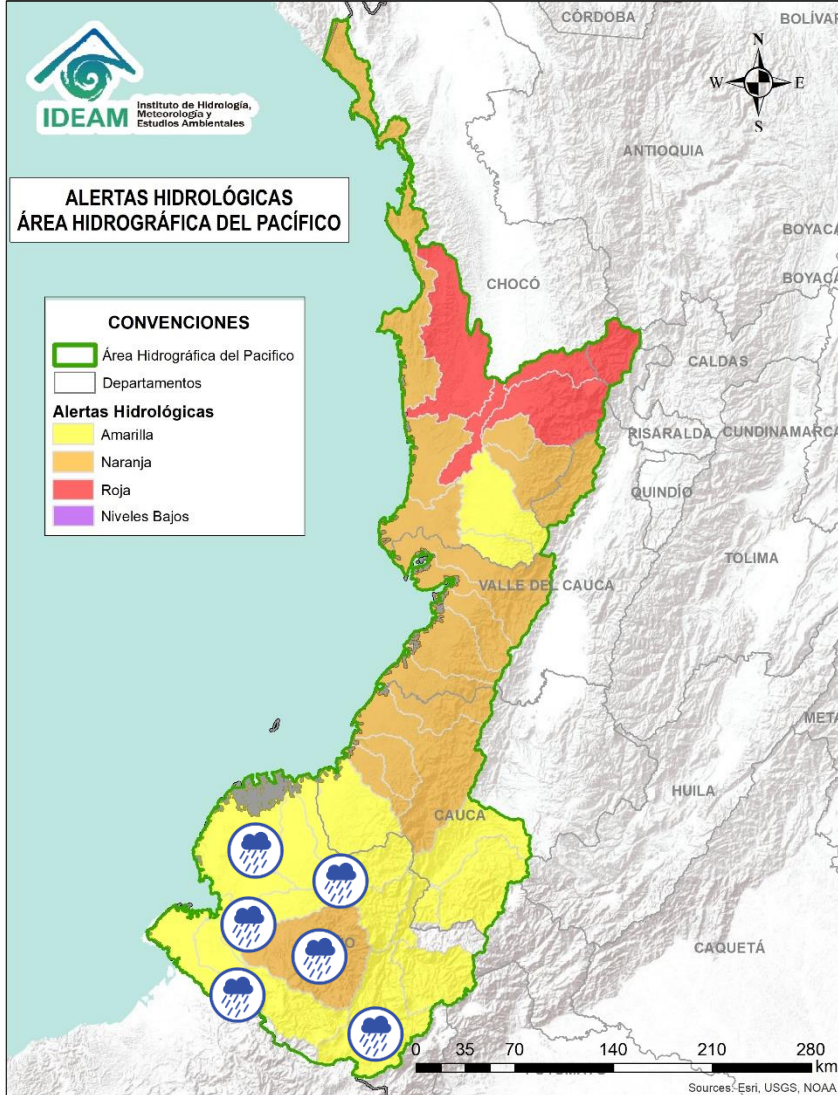 CÓRDOBA
BOLÍVAR
IDEAM
Instituto de Hidrología,
Meteorología y
Estudios Ambientales
N
W E
S
ANTIOQUIA
ALERTAS HIDROLÓGICAS
ÁREA HIDROGRÁFICA DEL PACÍFICO
BOYACÁ
CHOCÓ
BOYACÁ
CONVENCIONES
Área Hidrográfica del Pacifico
Departamentos
Alertas Hidrológicas
Amarilla
Naranja
Roja
Niveles Bajos
CALDAS
RISARALDA
CUNDINAMARCA
QUINDÍO
TOLIMA
VALLE DEL CAUCA
META
HUILA
CAUCA
CAQUETÁ
0 35 70 140 210 280
km
Sources: Esri, USGS, NOAA